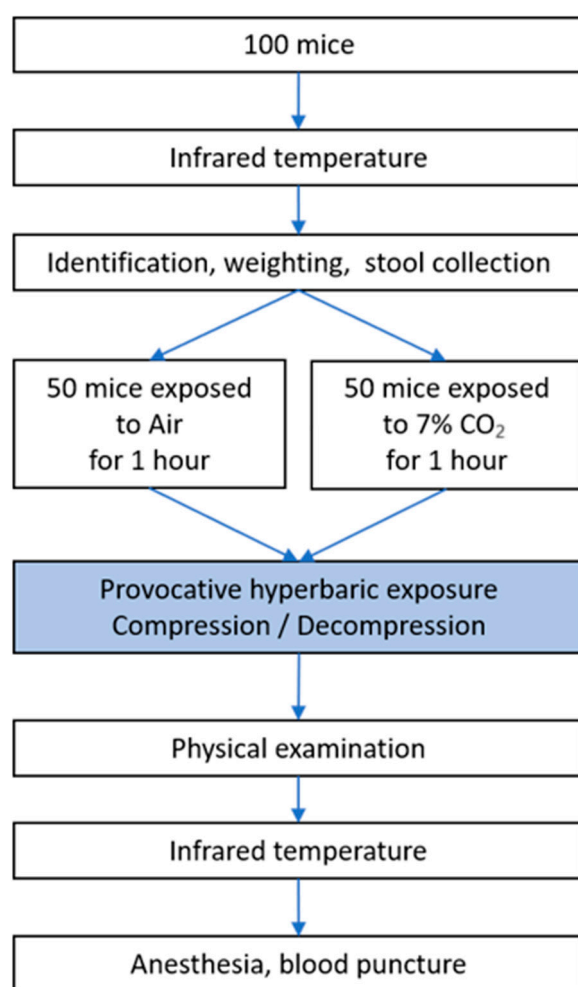 100 mice
Infrared temperature
Identification, weighting, stool collection
50 mice exposed
to Air
for 1 hour
50 mice exposed
to 7% CO₂
for 1 hour
Provocative hyperbaric exposure
Compression / Decompression
Physical examination
Infrared temperature
Anesthesia, blood puncture